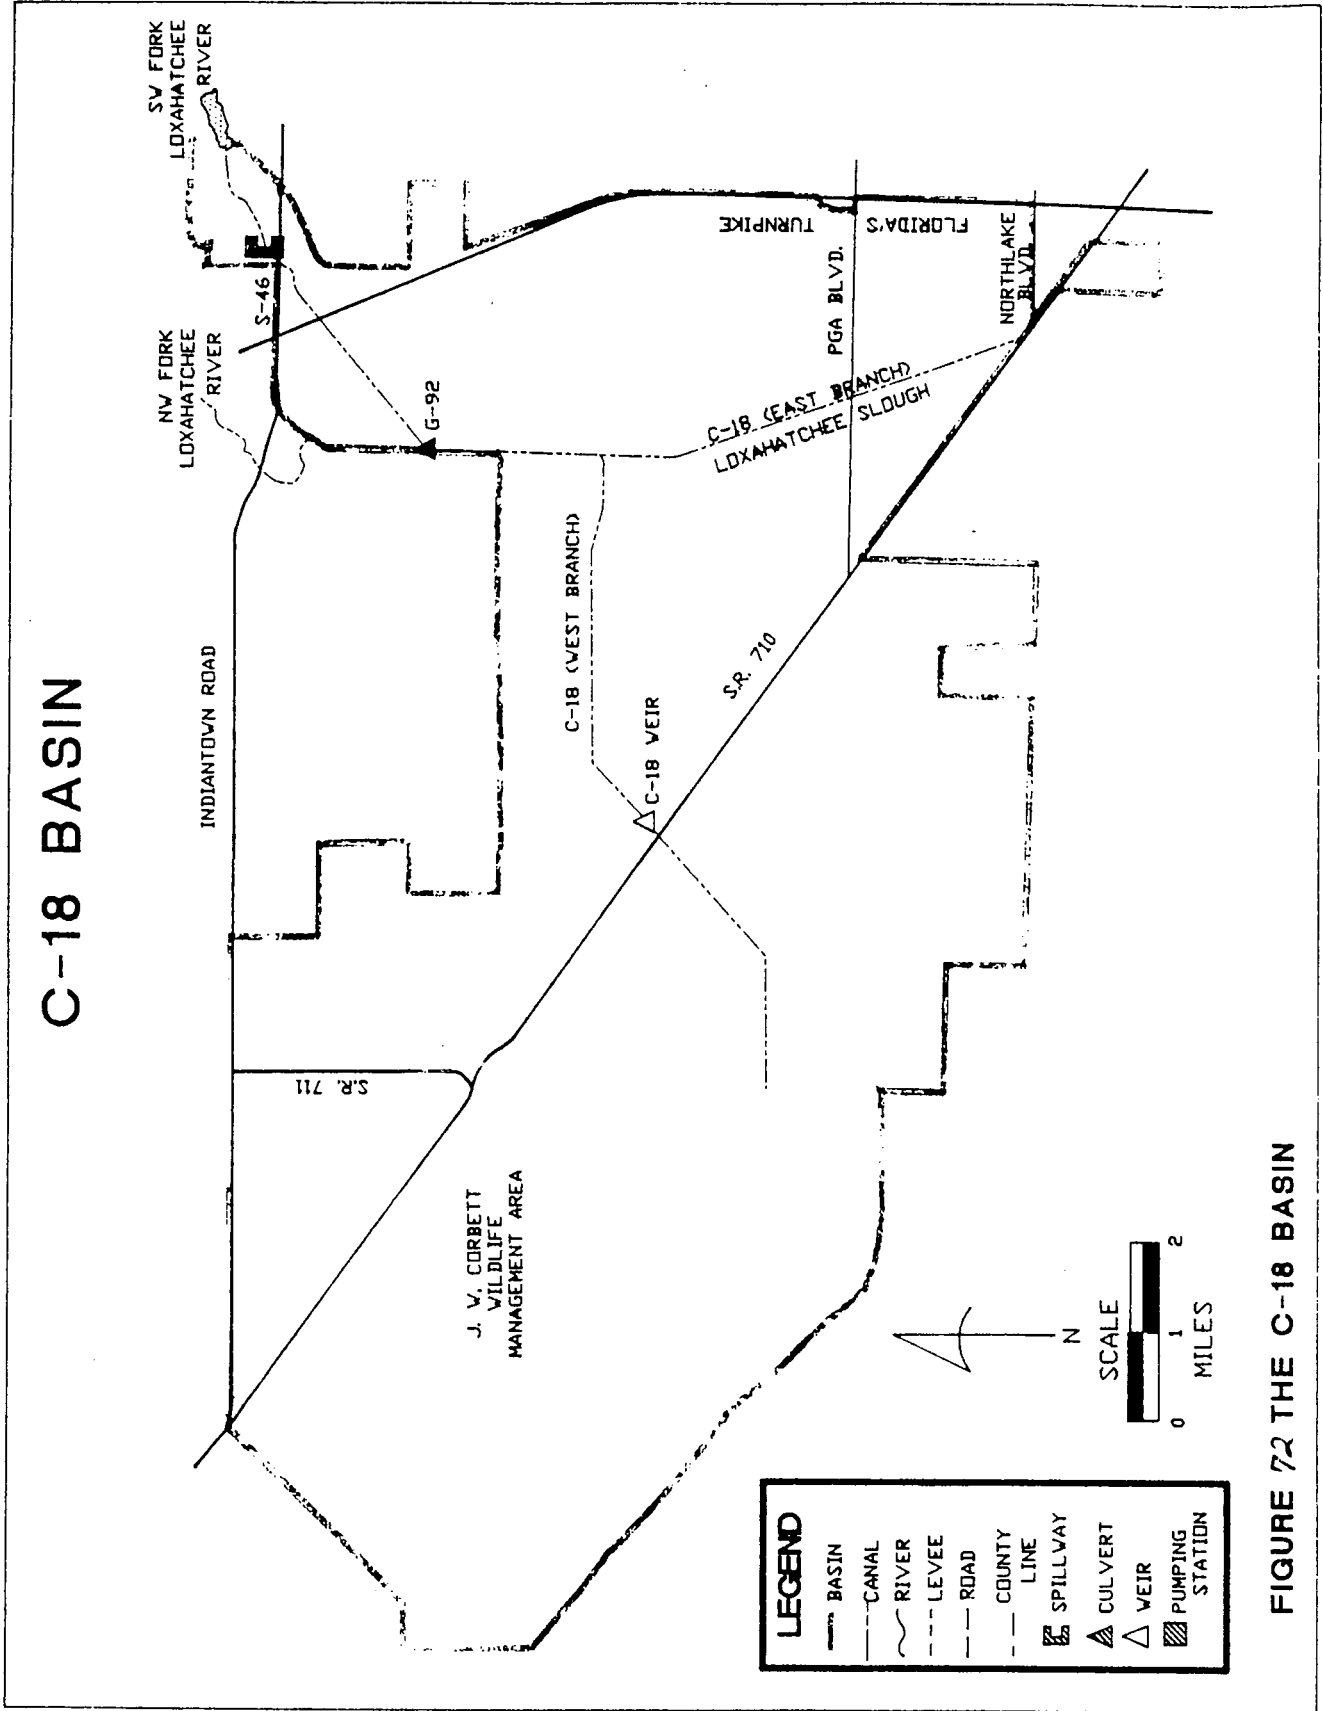 C-18 BASIN
SW FORK
LOXAHATCHEE
RIVER
NW FORK
LOXAHATCHEE
RIVER
S-46
INDIANTOWN ROAD
G-92
S.R. 711
TURNPIKE
FLORIDA'S
C-18 (WEST BRANCH)
C-18 WEIR
C-18 (EAST BRANCH)
LOXAHATCHEE SLOUGH
PGA BLVD.
NORTHLAKE
BLVD.
S.R. 710
J. W. CORBETT
WILDLIFE
MANAGEMENT AREA
N
SCALE
0 1 2
MILES
LEGEND
BASIN
CANAL
RIVER
LEVEE
ROAD
COUNTY
LINE
SPILLWAY
CULVERT
WEIR
PUMPING
STATION
FIGURE 72 THE C-18 BASIN